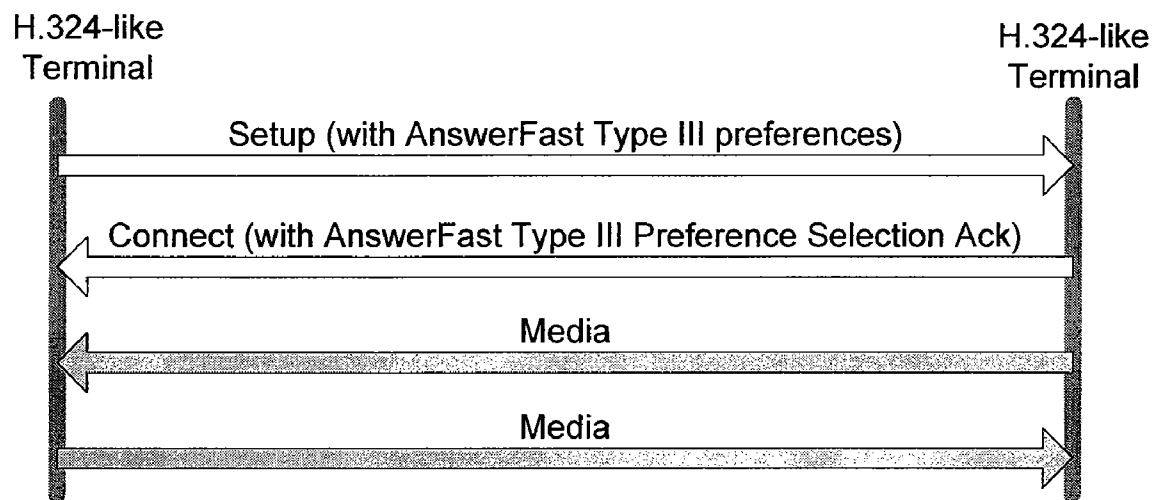 H.324-like
Terminal
H.324-like
Terminal
Setup (with AnswerFast Type III preferences)
Connect (with AnswerFast Type III Preference Selection Ack)
Media
Media